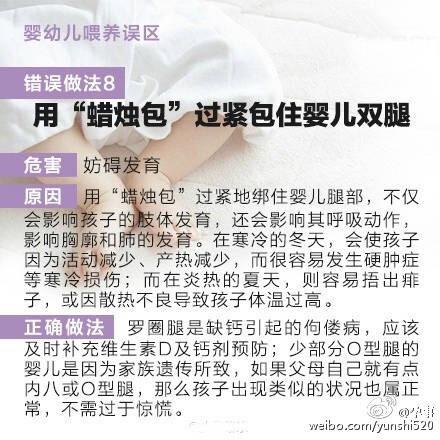 婴幼儿喂养误区
错误做法8
用“蜡烛包”过紧包住婴儿双腿
危害 妨碍发育
原因 用“蜡烛包”过紧地绑住婴儿腿部，不仅
会影响孩子的肢体发育，还会影响其呼吸动作，
影响胸廓和肺的发育。在寒冷的冬天，会使孩子
因为活动减少、产热减少，而很容易发生硬肿症
等寒冷损伤；而在炎热的夏天，则容易捂出痱
子，或因散热不良导致孩子体温过高。
正确做法 罗圈腿是缺钙引起的佝偻病，应该
及时补充维生素D及钙剂预防；少部分O型腿的
婴儿是因为家族遗传所致，如果父母自己就有点
内八或O型腿，那么孩子出现类似的状况也属正
常，不需过于惊慌。
weibo.com/yunshi520